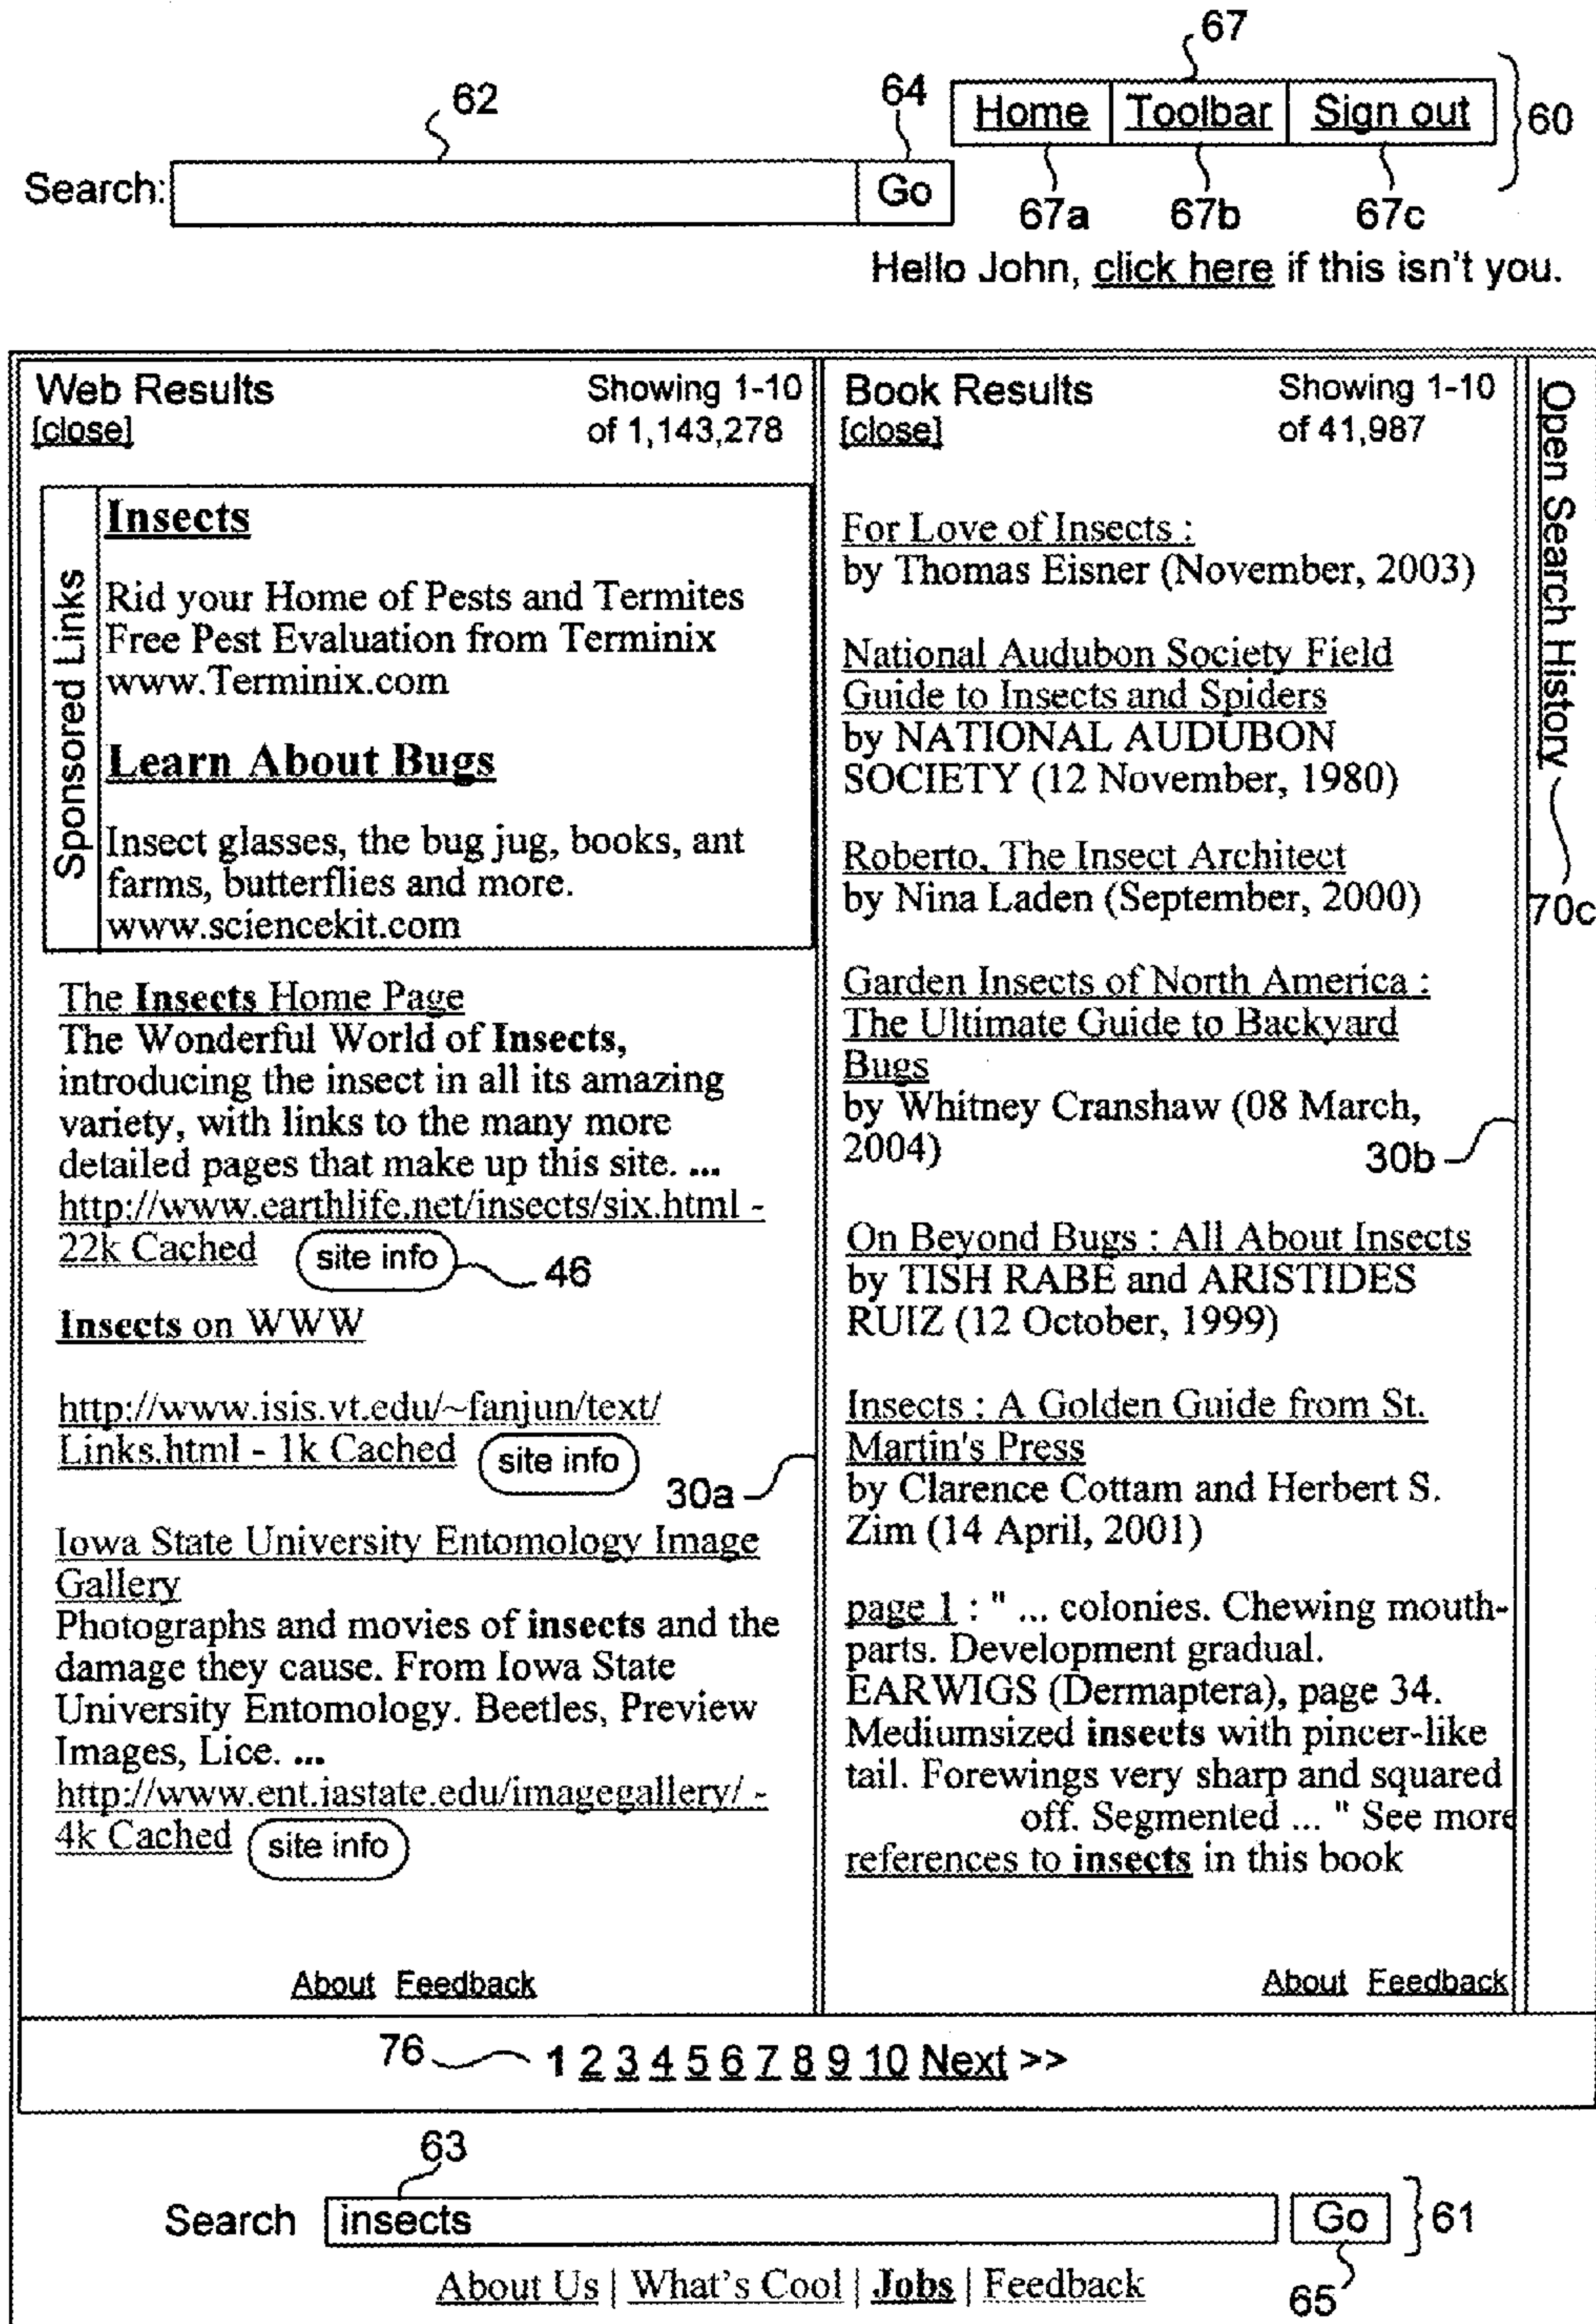 67
62
64
Home Toolbar Sign out
60
Search:
Go
67a 67b 67c
Hello John, click here if this isn't you.
Web Results
[close]
Showing 1-10
of 1,143,278
Sponsored Links
Insects
Rid your Home of Pests and Termites
Free Pest Evaluation from Terminix
www.Terminix.com
Learn About Bugs
Insect glasses, the bug jug, books, ant
farms, butterflies and more.
www.sciencekit.com
The Insects Home Page
The Wonderful World of Insects,
introducing the insect in all its amazing
variety, with links to the many more
detailed pages that make up this site. ...
http://www.earthlife.net/insects/six.html -
22k Cached site info 46
Insects on WWW
http://www.isis.vt.edu/~fanjun/text/
Links.html - 1k Cached site info
30a
Iowa State University Entomology Image
Gallery
Photographs and movies of insects and the
damage they cause. From Iowa State
University Entomology. Beetles, Preview
Images, Lice. ...
http://www.ent.iastate.edu/imagegallery/ -
4k Cached site info
About Feedback
Book Results
[close]
Showing 1-10
of 41,987
For Love of Insects :
by Thomas Eisner (November, 2003)
National Audubon Society Field
Guide to Insects and Spiders
by NATIONAL AUDUBON
SOCIETY (12 November, 1980)
Roberto, The Insect Architect
by Nina Laden (September, 2000)
Garden Insects of North America :
The Ultimate Guide to Backyard
Bugs
by Whitney Cranshaw (08 March,
2004)
30b
On Beyond Bugs : All About Insects
by TISH RABE and ARISTIDES
RUIZ (12 October, 1999)
Insects : A Golden Guide from St.
Martin's Press
by Clarence Cottam and Herbert S.
Zim (14 April, 2001)
page 1 : " ... colonies. Chewing mouth-
parts. Development gradual.
EARWIGS (Dermaptera), page 34.
Mediumsized insects with pincer-like
tail. Forewings very sharp and squared
off. Segmented ... " See more
references to insects in this book
About Feedback
Open Search History
70c
76
1 2 3 4 5 6 7 8 9 10 Next >>
63
Search insects Go 61
65
About Us | What's Cool | Jobs | Feedback